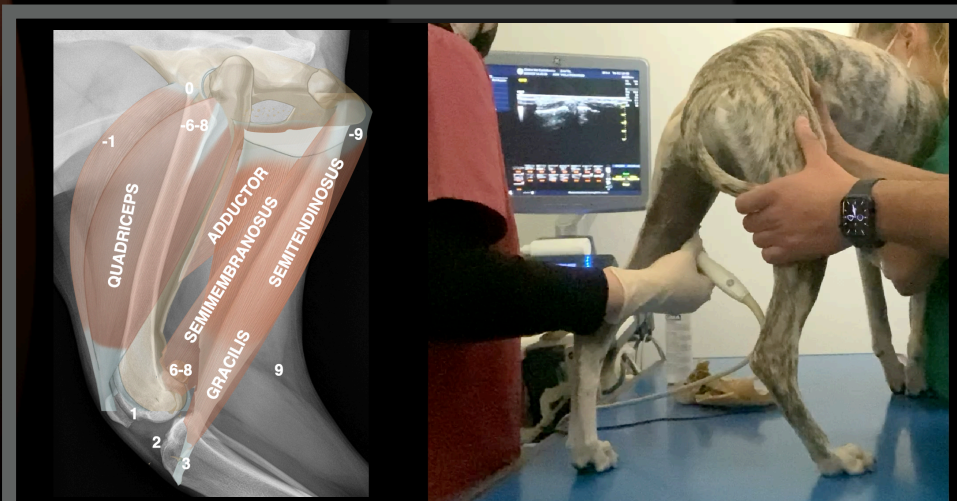 0
-6-8
-1
-9
QUADRICEPS
ADDUCTOR
SEMIMEMBRANOSUS
SEMITENDINOSUS
GRACILIS
6-8
9
1
2
3